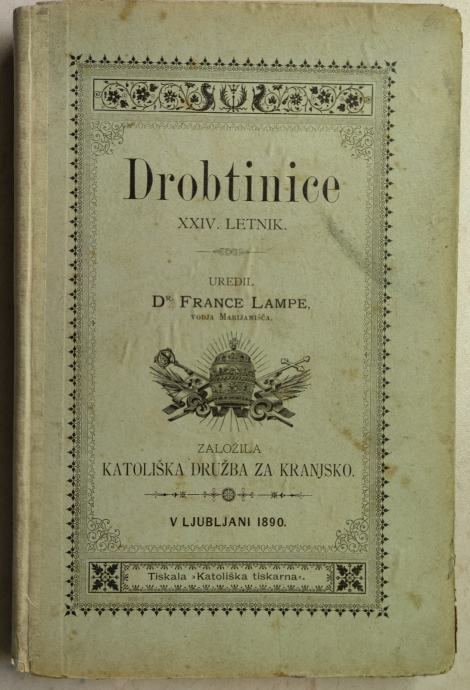 Drobtinice
XXIV. LETNIK.
UREDIL
Dr. FRANCE LAMPE,
VODJA MARIJANIŠČA.
ZALOŽILA
KATOLIŠKA DRUŽBA ZA KRANJSKO.
V LJUBLJANI 1890.
Tiskala »Katoliška tiskarna«.